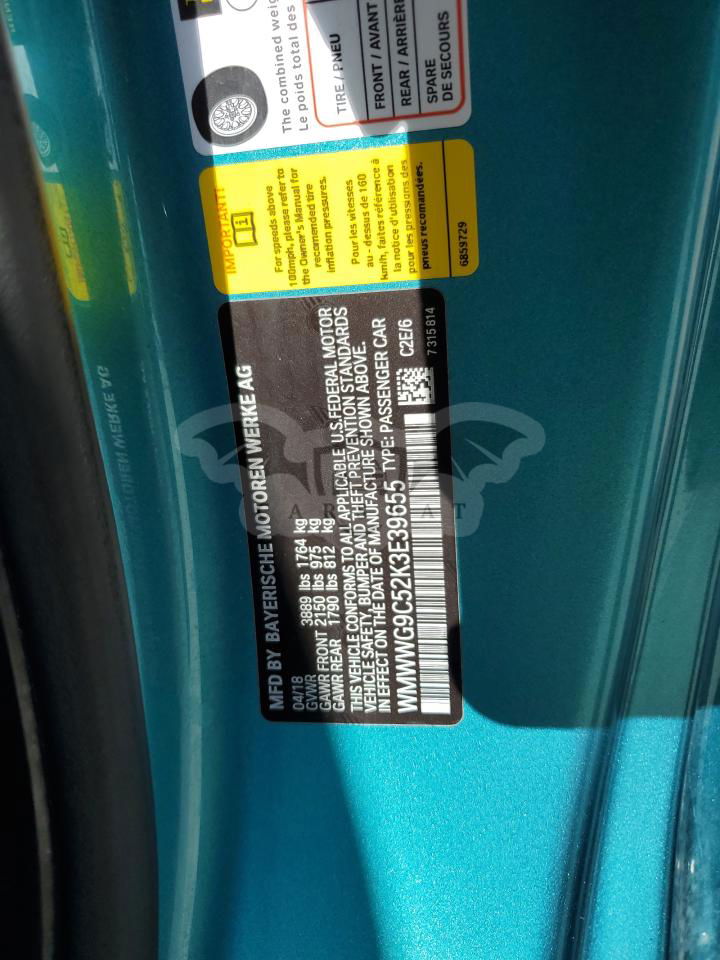 The combined weig
Le poids total des
TIRE / PNEU
FRONT / AVANT
REAR / ARRIÈRE
SPARE
DE SECOURS
IMPORTANT!
For speeds above
100mph, please refer to
the Owner's Manual for
recomended tire
inflation pressures.
Pour les vitesses
au - dessus de 160
km/h, faites référence à
la notice d'utilisation
pour les pressions des
pneus recomandées.
6859729
MFD BY BAYERISCHE MOTOREN WERKE AG
04/18
GVWR 3889 lbs 1764 kg
GAWR FRONT 2150 lbs 975 kg
GAWR REAR 1790 lbs 812 kg
THIS VEHICLE CONFORMS TO ALL APPLICABLE U.S. FEDERAL MOTOR
VEHICLE SAFETY, BUMPER AND THEFT PREVENTION STANDARDS
IN EFFECT ON THE DATE OF MANUFACTURE SHOWN ABOVE.
WMWWG9C52K3E39655 TYPE: PASSENGER CAR
C2E/6
7 315 814